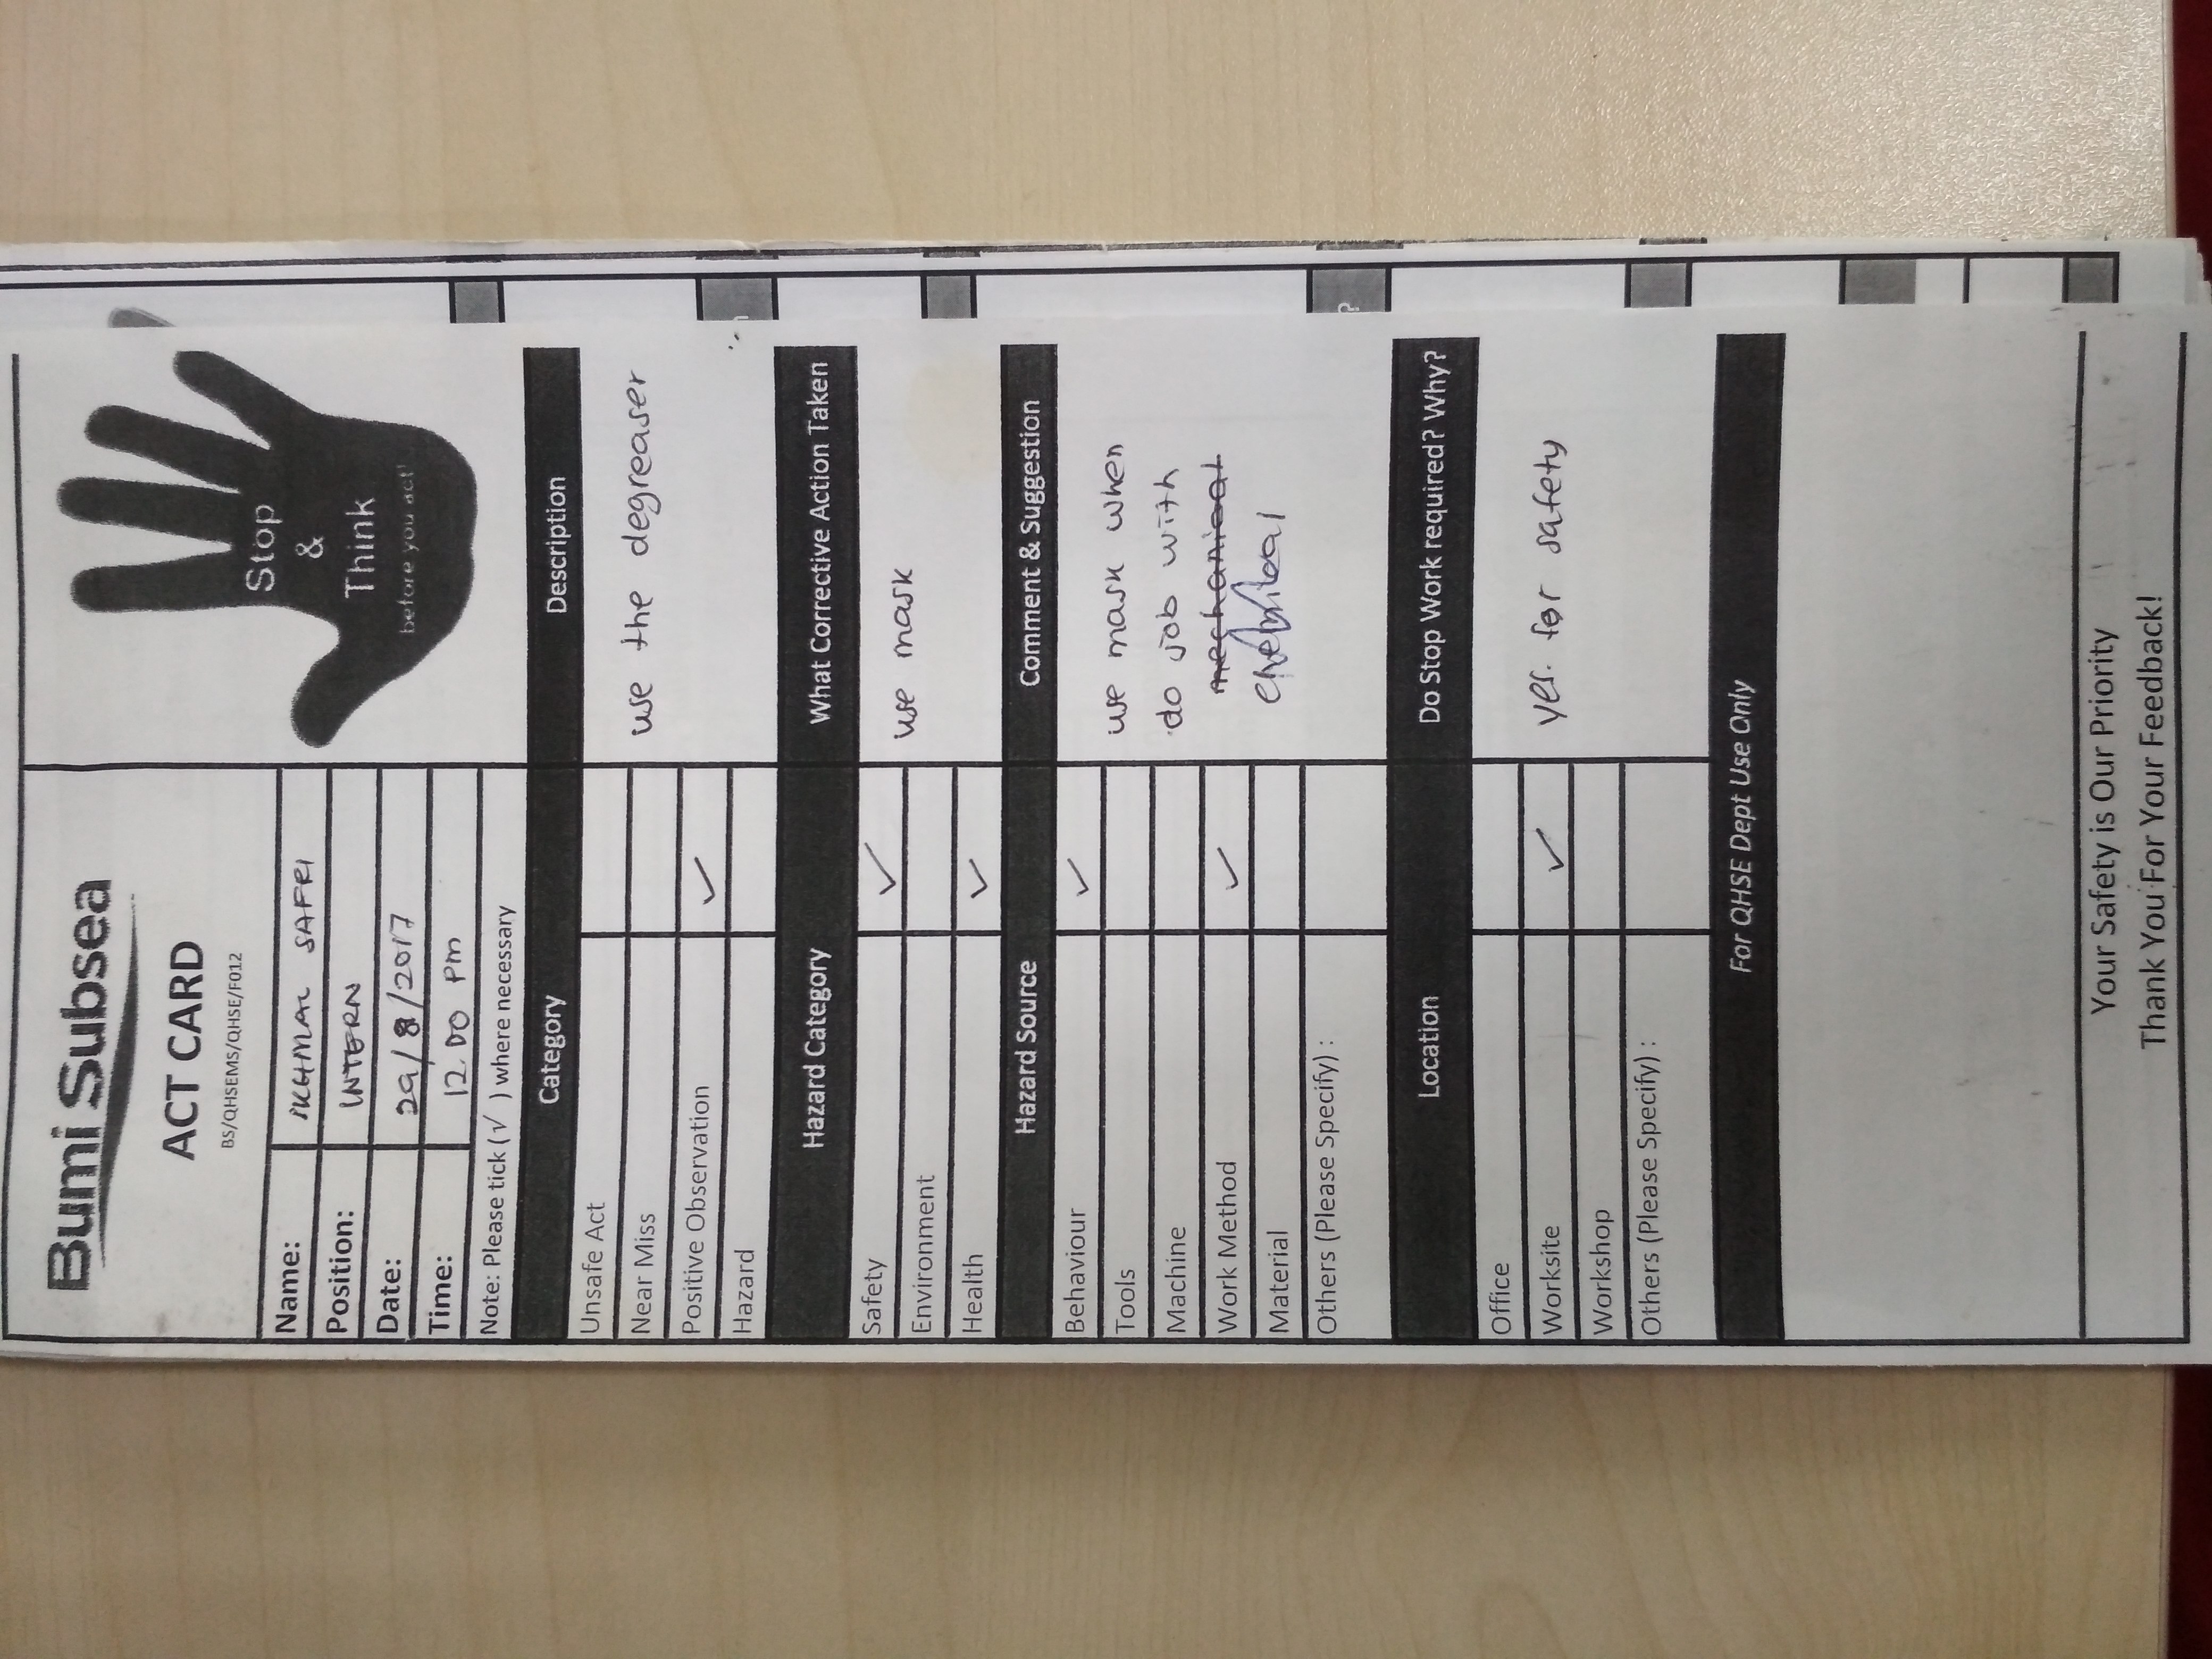 Bumi Subsea
ACT CARD
BS/QHSEMS/QHSE/F012
Stop
&
Think
before you act!
Name: IKHMAL SAFRI
Position: INTERN
Date: 29/8/2017
Time: 12.00 Pm
Note: Please tick (√ ) where necessary
Category Description
Unsafe Act use the degreaser
Near Miss
Positive Observation ✓
Hazard
Hazard Category What Corrective Action Taken
Safety ✓ use mask
Environment
Health ✓
Hazard Source Comment & Suggestion
Behaviour ✓ use mask when
Tools do job with
Machine mechanical
Work Method ✓ chemical
Material
Others (Please Specify) :
Location Do Stop Work required? Why?
Office yes. for safety
Worksite ✓
Workshop
Others (Please Specify) :
For QHSE Dept Use Only
Your Safety is Our Priority
Thank You For Your Feedback!
?